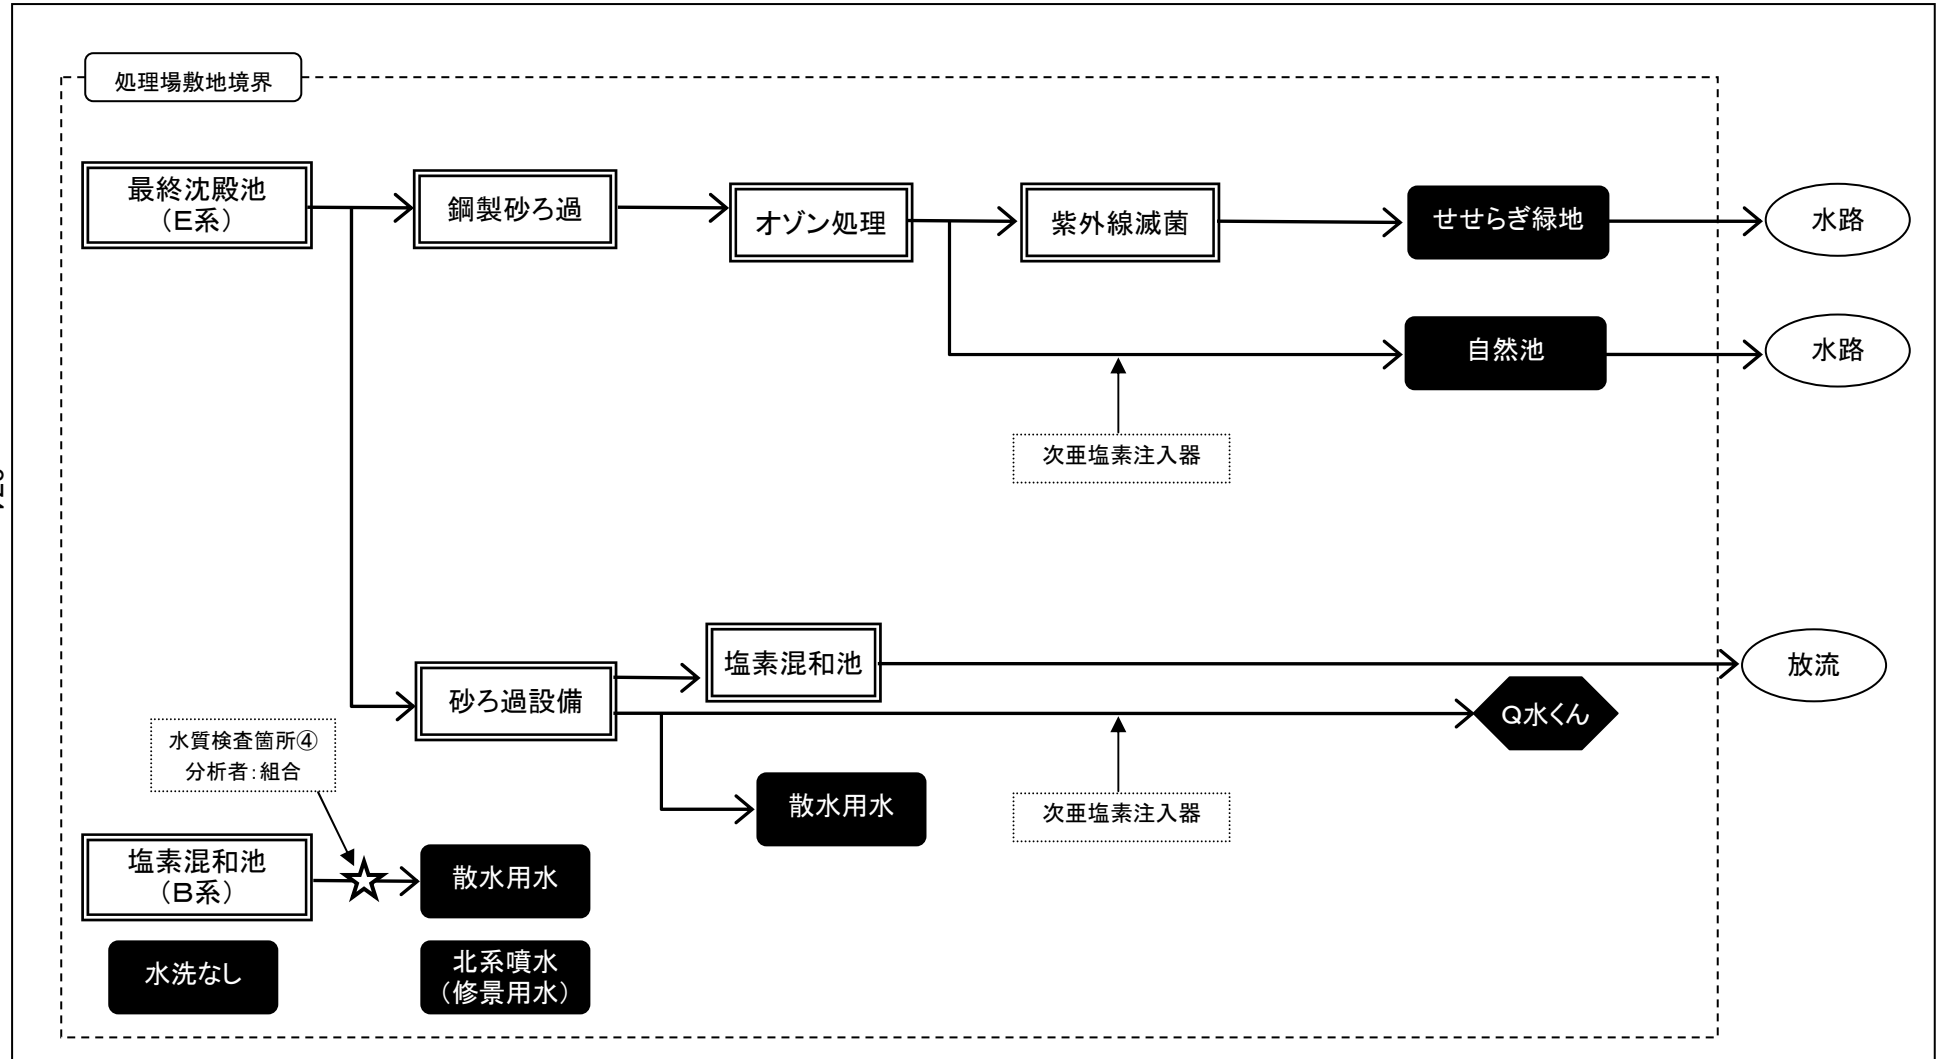 処理場敷地境界
最終沈殿池
（E系）
鋼製砂ろ過
オゾン処理
紫外線滅菌
せせらぎ緑地
水路
自然池
水路
次亜塩素注入器
塩素混和池
放流
砂ろ過設備
Q水くん
水質検査箇所④
分析者：組合
散水用水
次亜塩素注入器
塩素混和池
（B系）
散水用水
水洗なし
北系噴水
（修景用水）